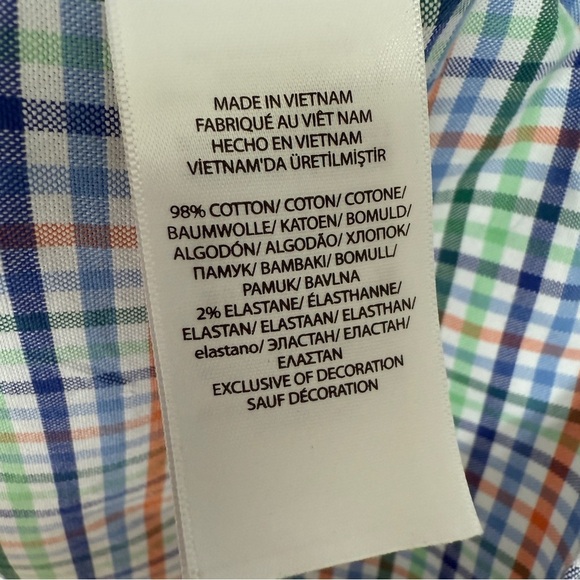 MADE IN VIETNAM
FABRIQUÉ AU VIÊT NAM
HECHO EN VIETNAM
VİETNAM'DA ÜRETİLMİŞTİR
98% COTTON/ COTON/ COTONE/
BAUMWOLLE/ KATOEN/ BOMULD/
ALGODÓN/ ALGODÃO/ ХЛОПОК/
ПАМУК/ BAMBAKI/ BOMULL/
PAMUK/ BAVLNA
2% ELASTANE/ ÉLASTHANNE/
ELASTAN/ ELASTAAN/ ELASTHAN/
elastano/ ЭЛАСТАН/ ЕЛАСТАН/
ΕΛΑΣΤΑΝ
EXCLUSIVE OF DECORATION
SAUF DÉCORATION